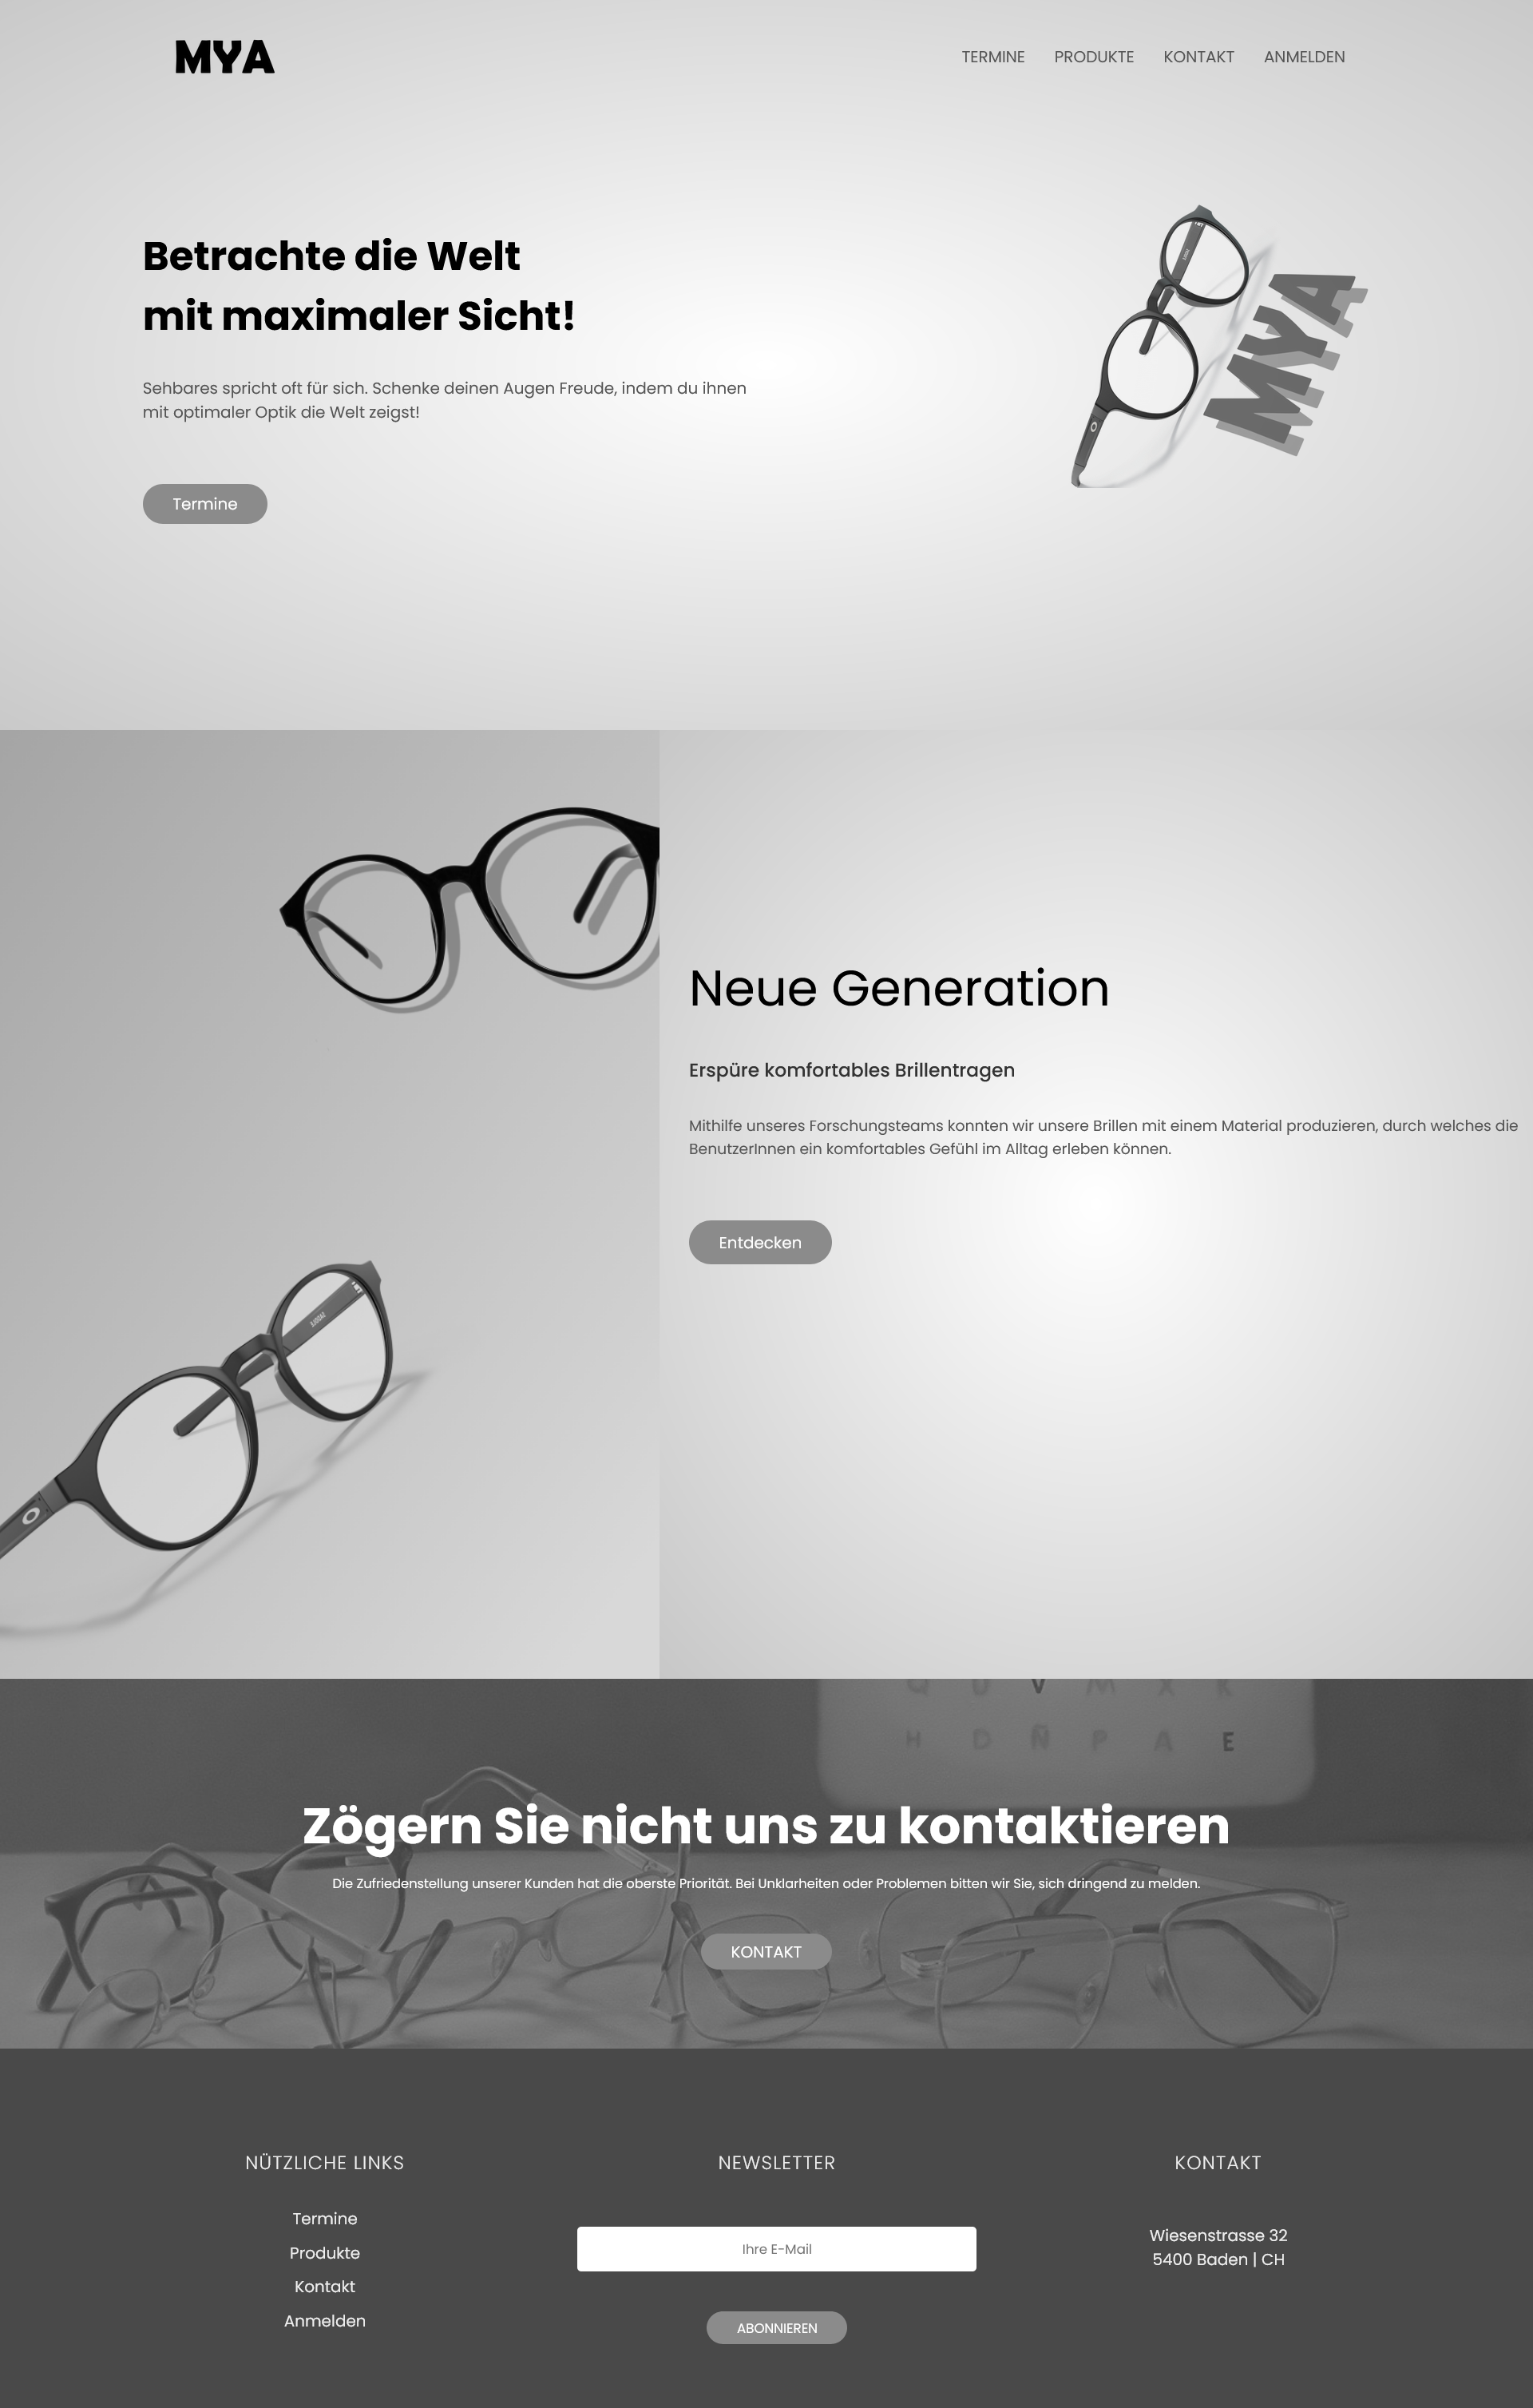 MYA
TERMINE PRODUKTE KONTAKT ANMELDEN
Betrachte die Welt
mit maximaler Sicht!
Sehbares spricht oft für sich. Schenke deinen Augen Freude, indem du ihnen
mit optimaler Optik die Welt zeigst!
Termine
MYA
Neue Generation
Erspüre komfortables Brillentragen
Mithilfe unseres Forschungsteams konnten wir unsere Brillen mit einem Material produzieren, durch welches die
BenutzerInnen ein komfortables Gefühl im Alltag erleben können.
Entdecken
Q U V M X K
H D Ñ P A E
Zögern Sie nicht uns zu kontaktieren
Die Zufriedenstellung unserer Kunden hat die oberste Priorität. Bei Unklarheiten oder Problemen bitten wir Sie, sich dringend zu melden.
KONTAKT
NÜTZLICHE LINKS
Termine
Produkte
Kontakt
Anmelden
NEWSLETTER
Ihre E-Mail
ABONNIEREN
KONTAKT
Wiesenstrasse 32
5400 Baden | CH